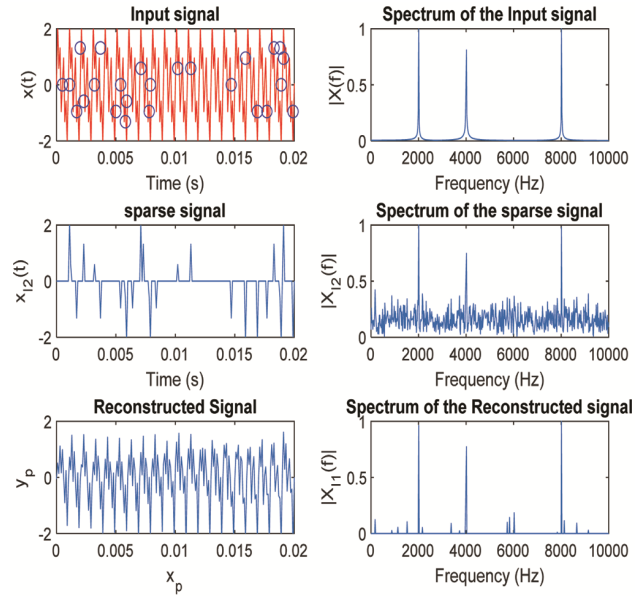 Input signal
2
0
-2
x(t)
0 0.005 0.01 0.015 0.02
Time (s)
Spectrum of the Input signal
1
0.5
0
|X(f)|
0 2000 4000 6000 8000 10000
Frequency (Hz)
sparse signal
2
0
-2
x_l2(t)
0 0.005 0.01 0.015 0.02
Time (s)
Spectrum of the sparse signal
1
0.5
0
|X_l2(f)|
0 2000 4000 6000 8000 10000
Frequency (Hz)
Reconstructed Signal
2
0
-2
y_p
0 0.005 0.01 0.015 0.02
x_p
Spectrum of the Reconstructed signal
1
0.5
0
|X_l1(f)|
0 2000 4000 6000 8000 10000
Frequency (Hz)